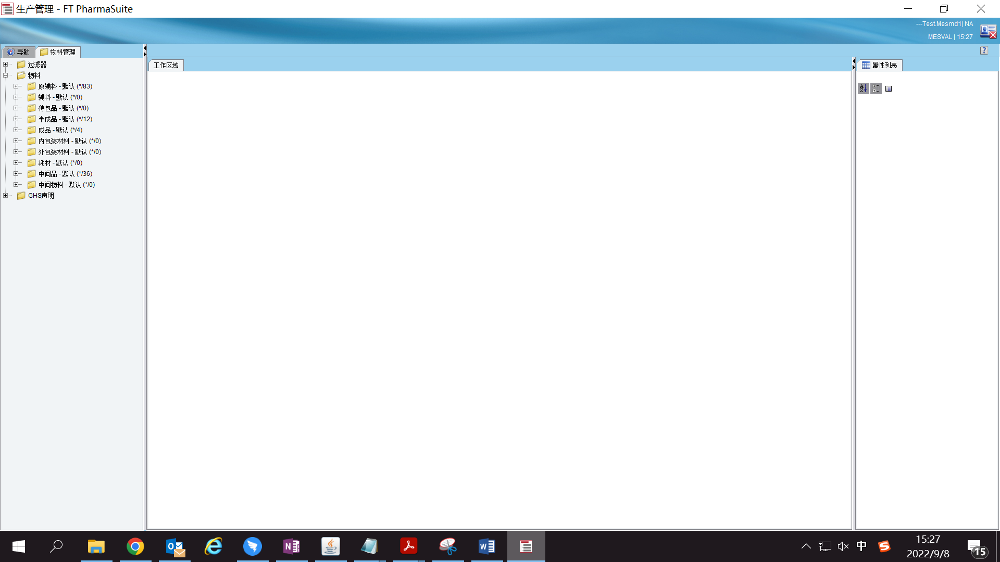 生产管理 - FT PharmaSuite
---Test.Mesmd1| NA
MESVAL | 15:27
导航
物料管理
?
过滤器
物料
原辅料 - 默认 (*/83)
辅料 - 默认 (*/0)
待包品 - 默认 (*/0)
半成品 - 默认 (*/12)
成品 - 默认 (*/4)
内包装材料 - 默认 (*/0)
外包装材料 - 默认 (*/0)
耗材 - 默认 (*/0)
中间品 - 默认 (*/36)
中间物料 - 默认 (*/0)
GHS声明
工作区域
属性列表
中
15:27
2022/9/8
15